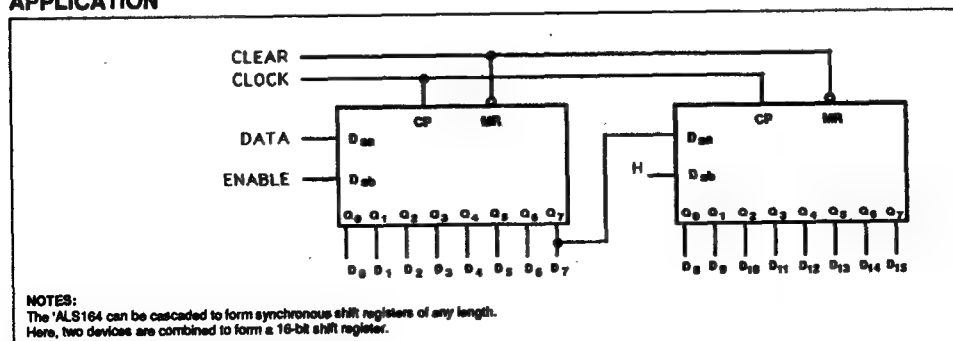 APPLICATION
CLEAR
CLOCK
CP MR CP MR
DATA Dsa Dsa
ENABLE Dsb H Dsb
Q0 Q1 Q2 Q3 Q4 Q5 Q6 Q7 Q0 Q1 Q2 Q3 Q4 Q5 Q6 Q7
D0 D1 D2 D3 D4 D5 D6 D7 D8 D9 D10 D11 D12 D13 D14 D15
NOTES:
The 'ALS164 can be cascaded to form synchronous shift registers of any length.
Here, two devices are combined to form a 16-bit shift register.